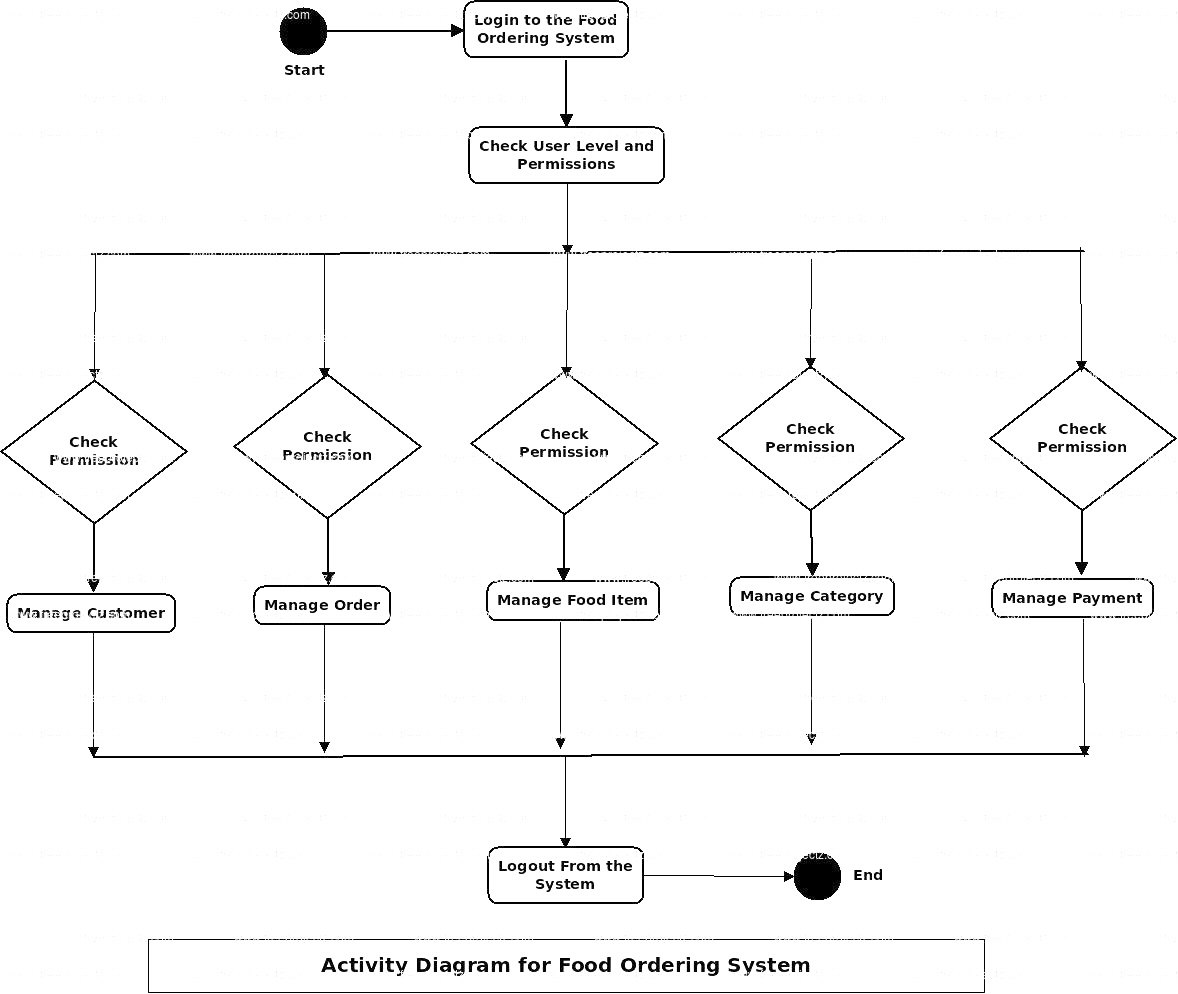 .com
Login to the Food
Ordering System
Start
Check User Level and
Permissions
Check
Permission
Check
Permission
Check
Permission
Check
Permission
Check
Permission
Manage Customer
Manage Order
Manage Food Item
Manage Category
Manage Payment
Logout From the
System
End
Activity Diagram for Food Ordering System